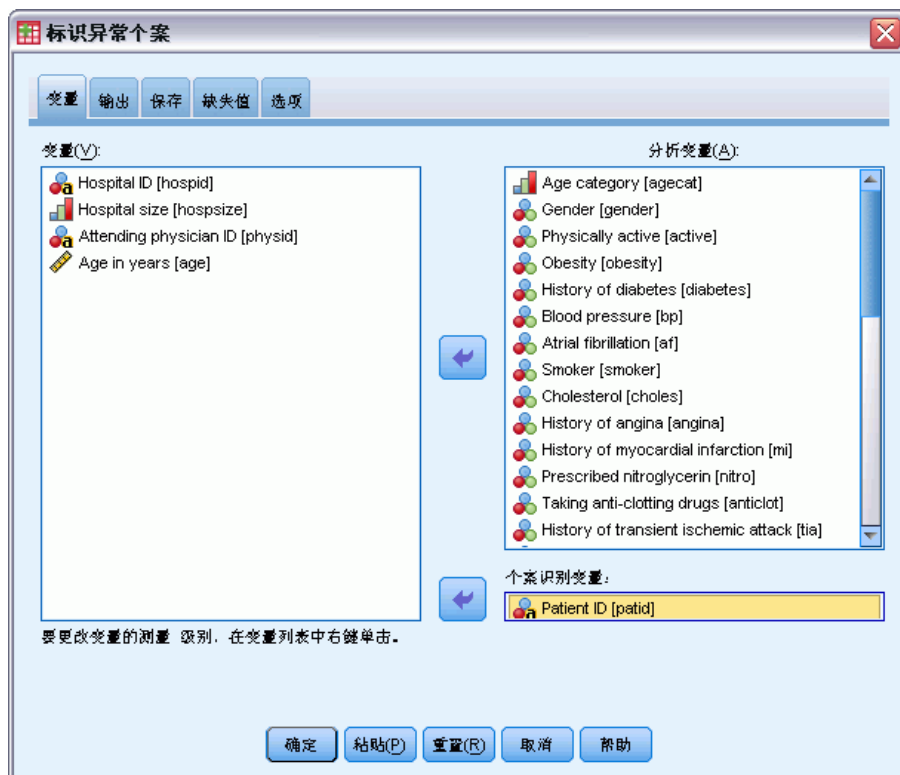 标识异常个案
变量
输出
保存
缺失值
选项
变量(V):
Hospital ID [hospid]
Hospital size [hospsize]
Attending physician ID [physid]
Age in years [age]
分析变量(A):
Age category [agecat]
Gender [gender]
Physically active [active]
Obesity [obesity]
History of diabetes [diabetes]
Blood pressure [bp]
Atrial fibrillation [af]
Smoker [smoker]
Cholesterol [choles]
History of angina [angina]
History of myocardial infarction [mi]
Prescribed nitroglycerin [nitro]
Taking anti-clotting drugs [anticlot]
History of transient ischemic attack [tia]
个案识别变量:
Patient ID [patid]
要更改变量的测量 级别，在变量列表中右键单击。
确定
粘贴(P)
重置(R)
取消
帮助